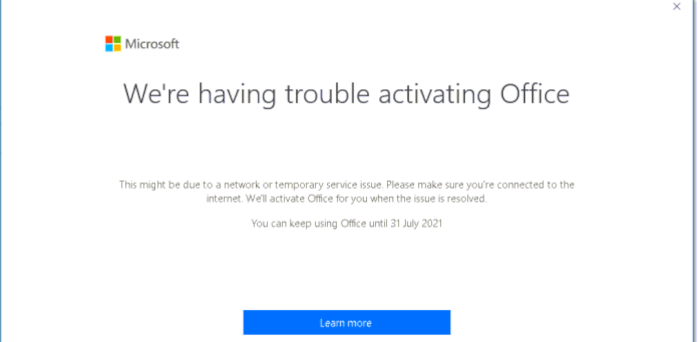 Microsoft
We're having trouble activating Office
This might be due to a network or temporary service issue. Please make sure you're connected to the
internet. We'll activate Office for you when the issue is resolved.
You can keep using Office until 31 July 2021
Learn more